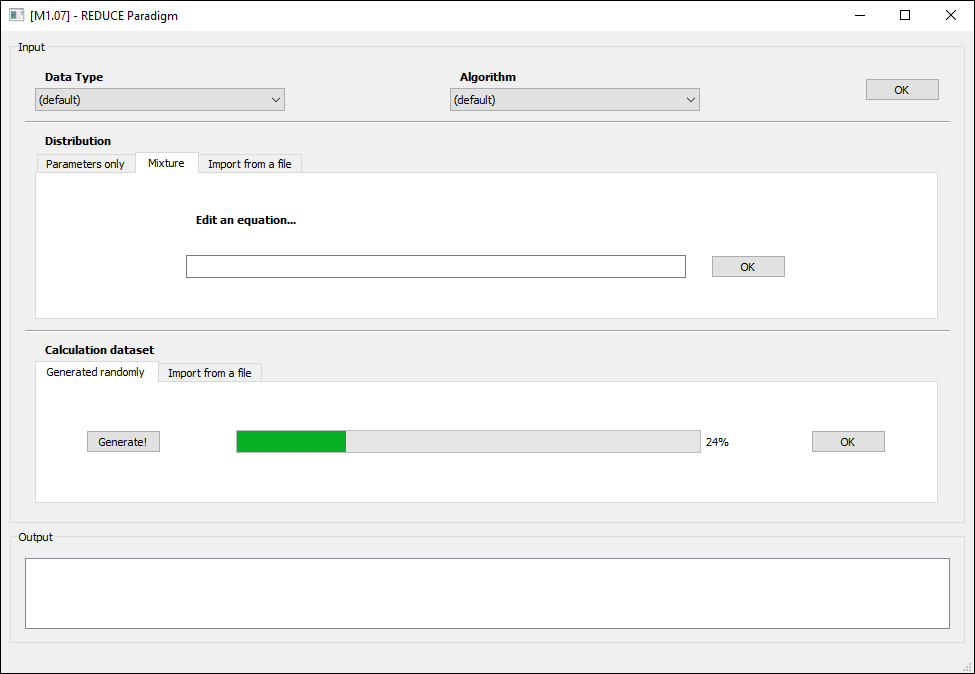 [M1.07] - REDUCE Paradigm
Input
Data Type
Algorithm
(default)
(default)
OK
Distribution
Parameters only
Mixture
Import from a file
Edit an equation...
OK
Calculation dataset
Generated randomly
Import from a file
Generate!
24%
OK
Output